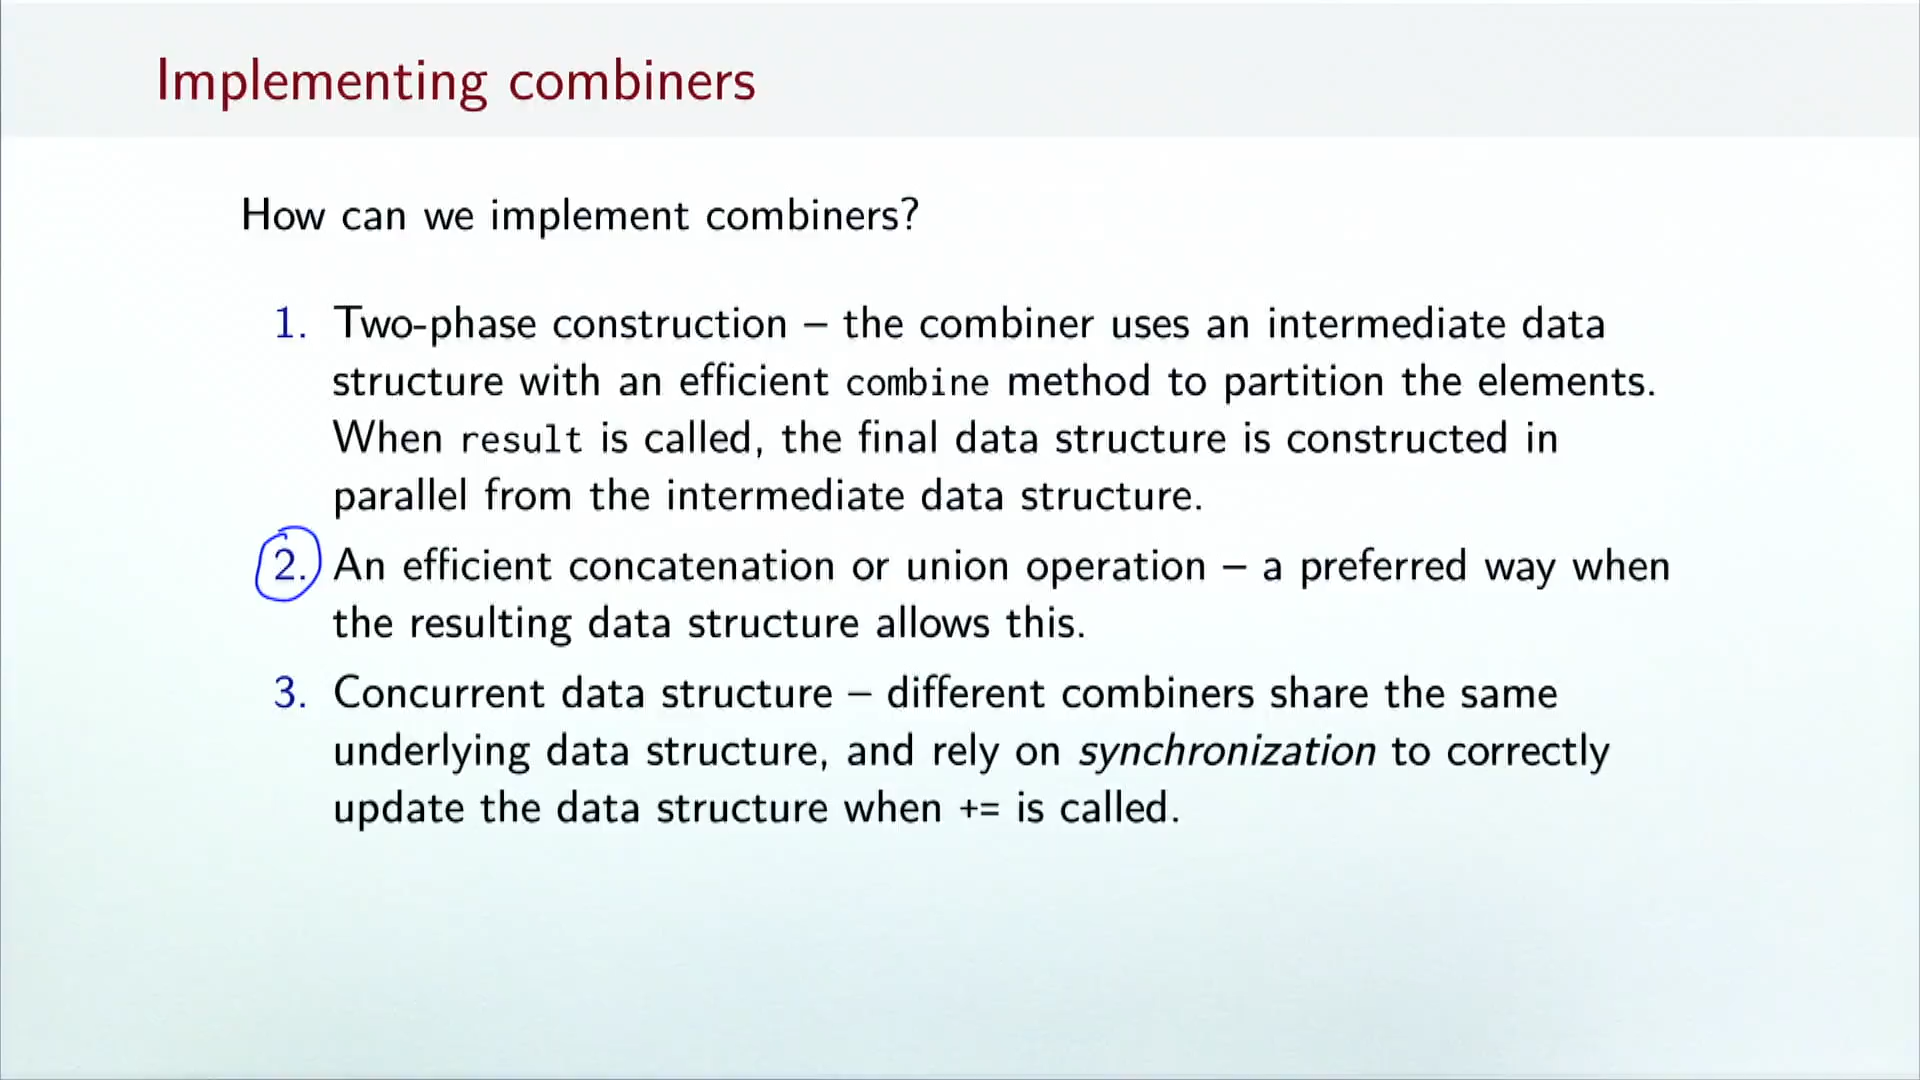 Implementing combiners
How can we implement combiners?
1. Two-phase construction – the combiner uses an intermediate data
structure with an efficient combine method to partition the elements.
When result is called, the final data structure is constructed in
parallel from the intermediate data structure.
2. An efficient concatenation or union operation – a preferred way when
the resulting data structure allows this.
3. Concurrent data structure – different combiners share the same
underlying data structure, and rely on synchronization to correctly
update the data structure when += is called.